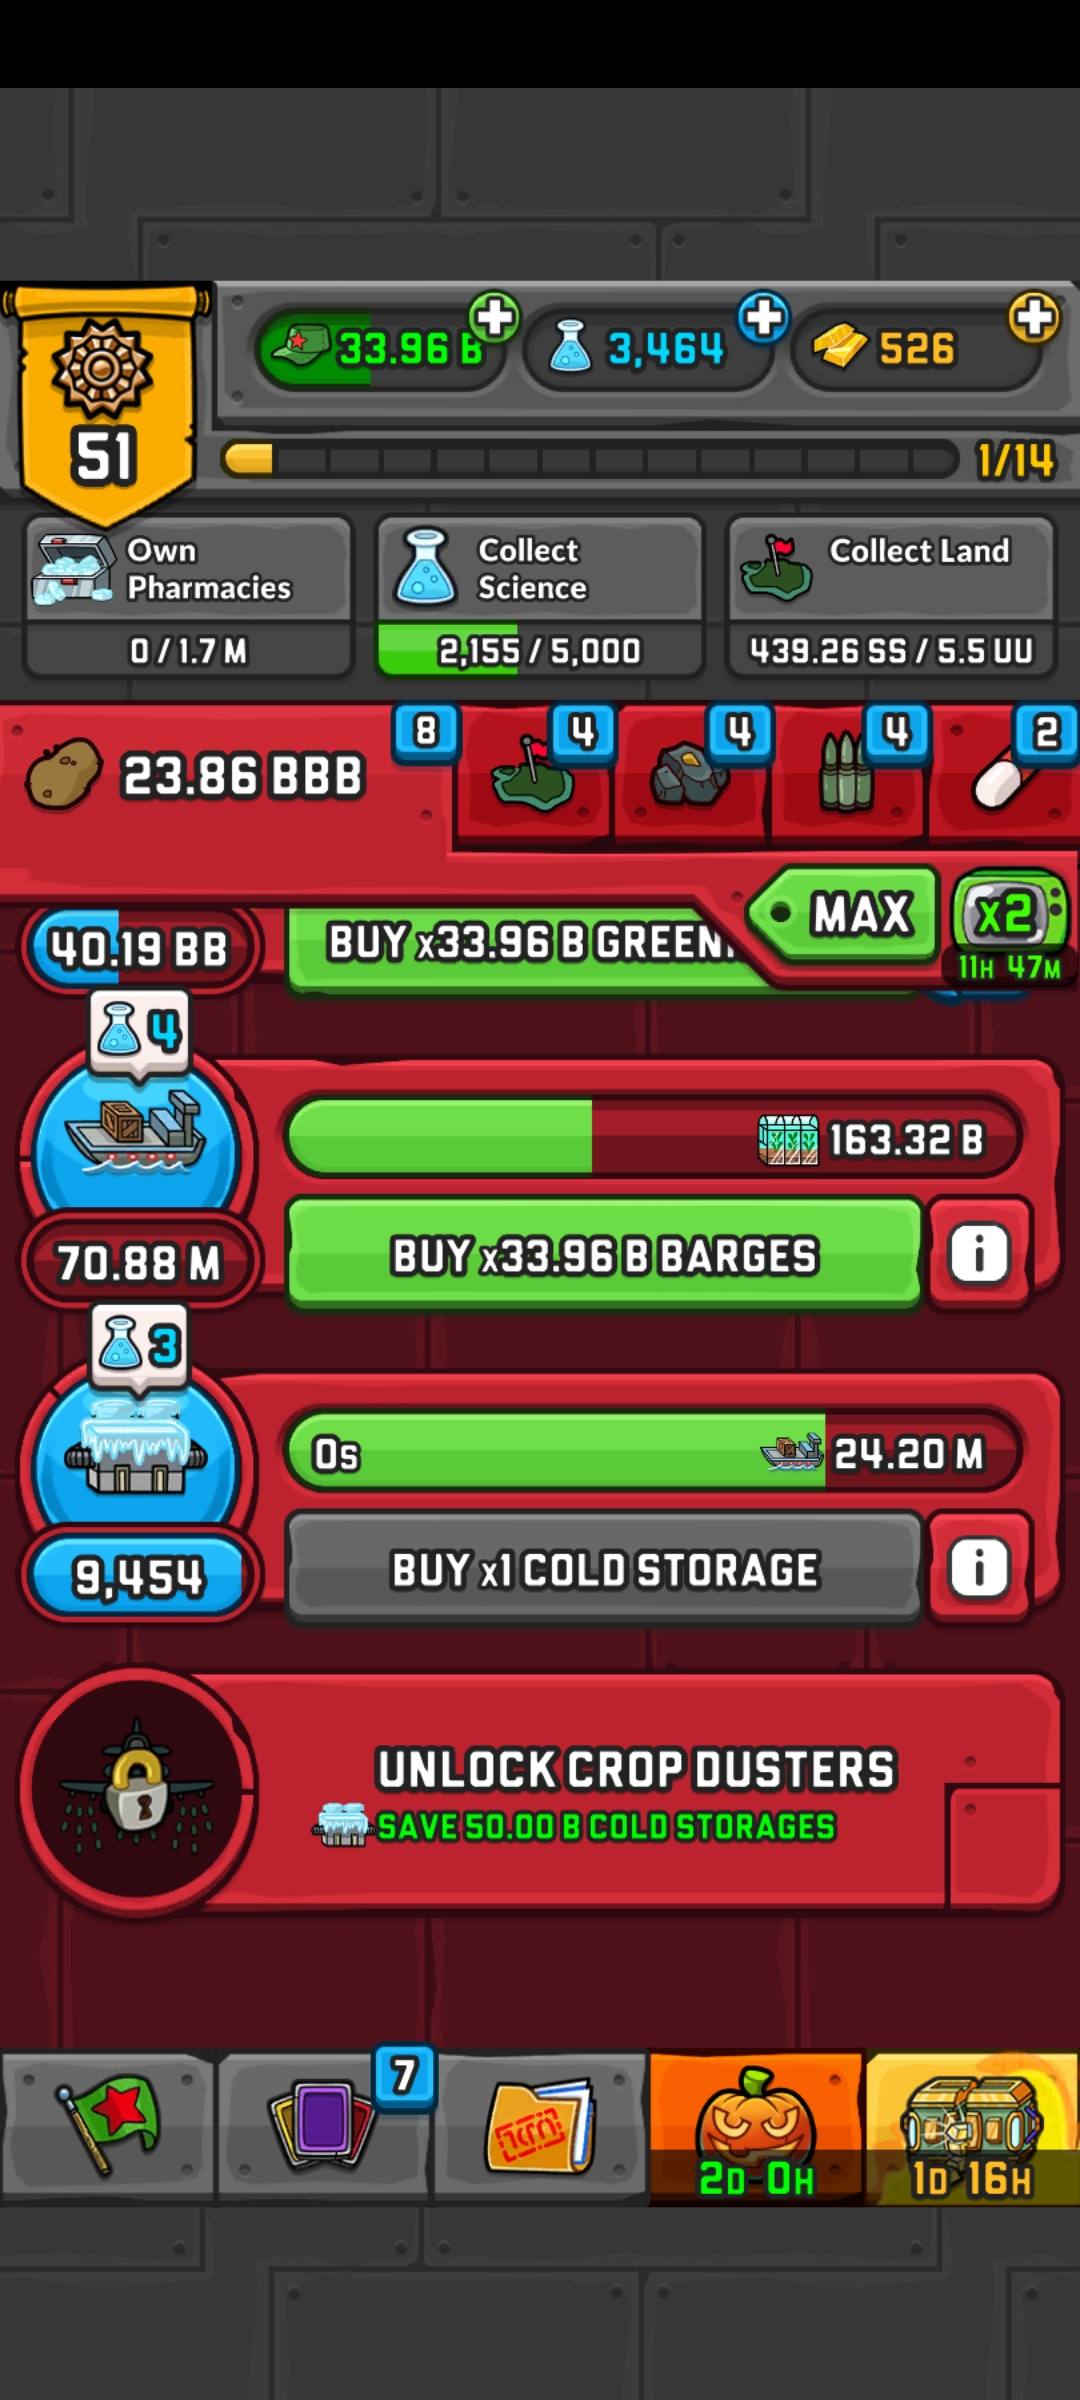 33.96 B
3,464
526
51
1/14
Own
Pharmacies
0 / 1.7 M
Collect
Science
2,155 / 5,000
Collect Land
439.26 SS / 5.5 UU
23.86 BBB
8
4
4
4
2
MAX
x2
11H 47M
40.19 BB
BUY x33.96 B GREEN
4
163.32 B
70.88 M
BUY x33.96 B BARGES
i
3
0s
24.20 M
9,454
BUY x1 COLD STORAGE
i
UNLOCK CROP DUSTERS
SAVE 50.00 B COLD STORAGES
7
2D 0H
1D 16H